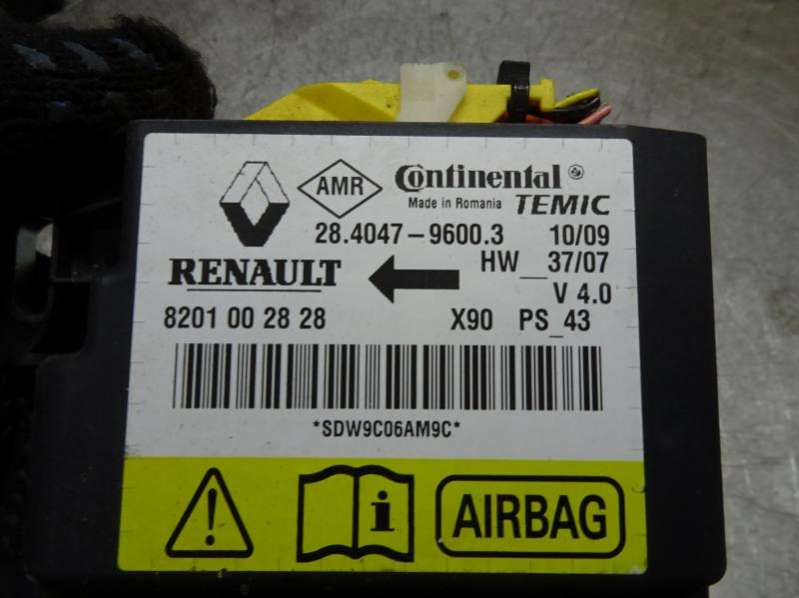 AMR Continental®
Made in Romania TEMIC
28.4047-9600.3 10/09
RENAULT HW__37/07
V 4.0
8201 00 28 28 X90 PS_43
*SDW9C06AM9C*
i AIRBAG